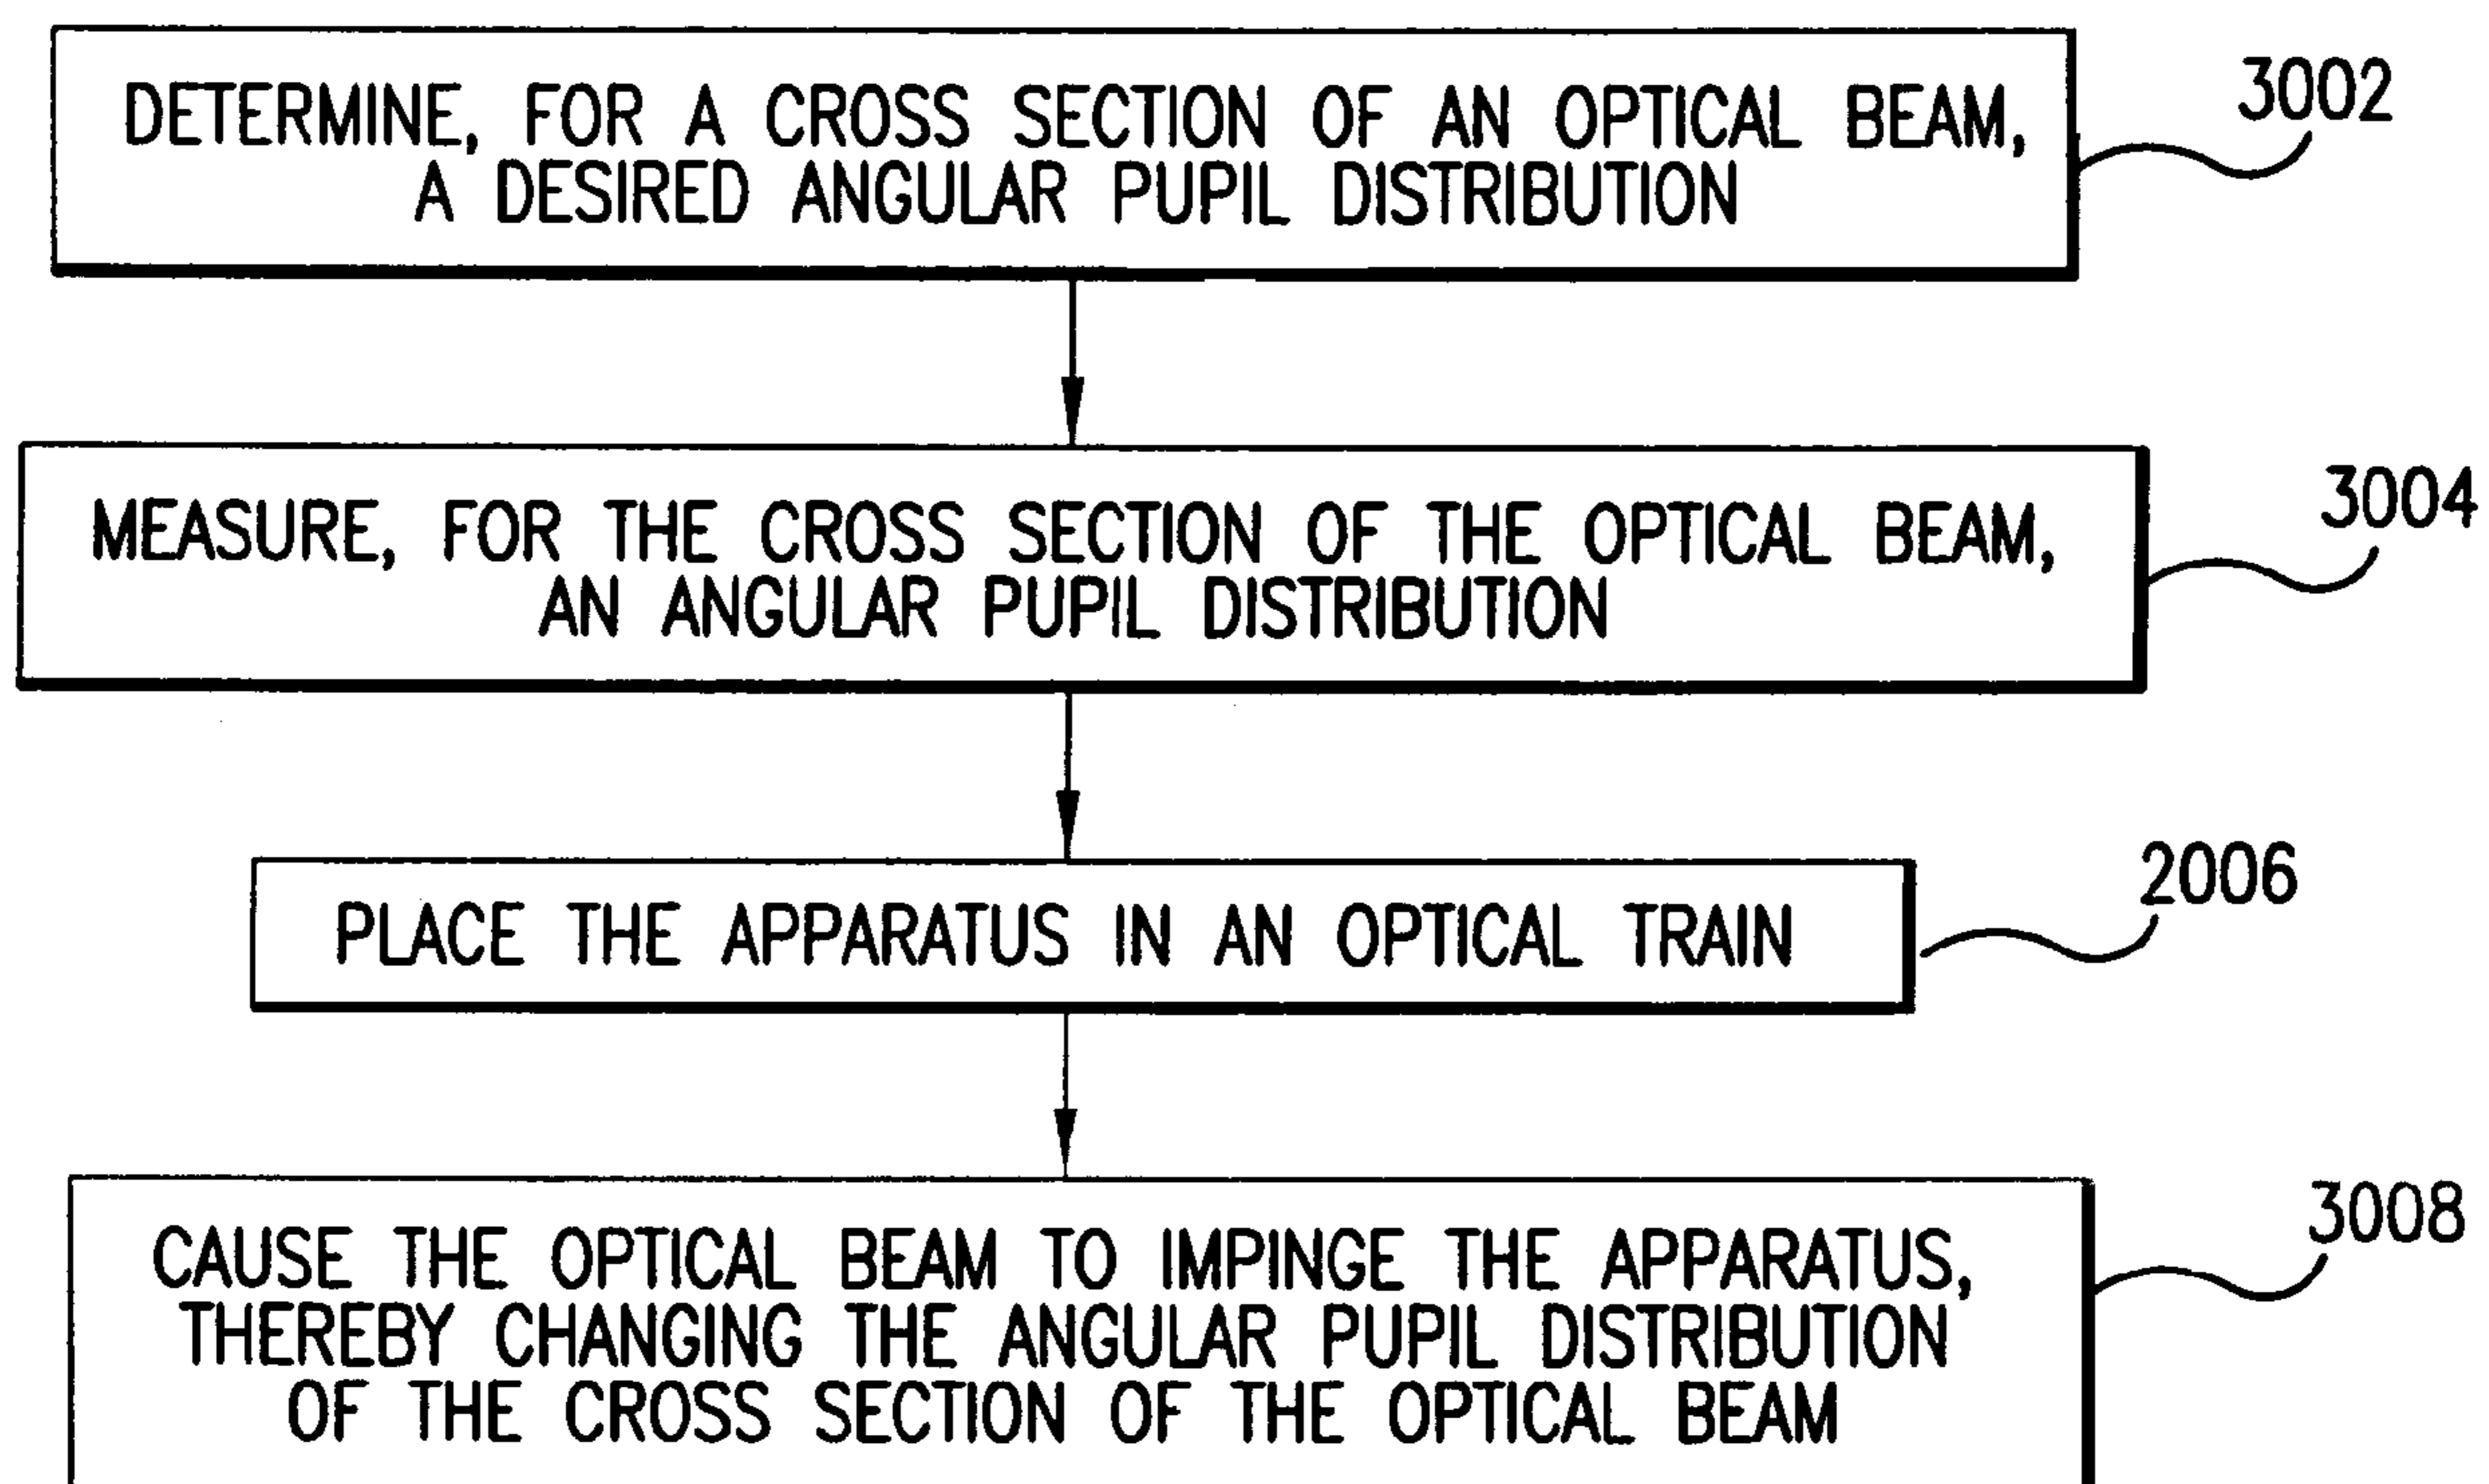 DETERMINE, FOR A CROSS SECTION OF AN OPTICAL BEAM,
A DESIRED ANGULAR PUPIL DISTRIBUTION
3002
MEASURE, FOR THE CROSS SECTION OF THE OPTICAL BEAM,
AN ANGULAR PUPIL DISTRIBUTION
3004
PLACE THE APPARATUS IN AN OPTICAL TRAIN
2006
CAUSE THE OPTICAL BEAM TO IMPINGE THE APPARATUS,
THEREBY CHANGING THE ANGULAR PUPIL DISTRIBUTION
OF THE CROSS SECTION OF THE OPTICAL BEAM
3008